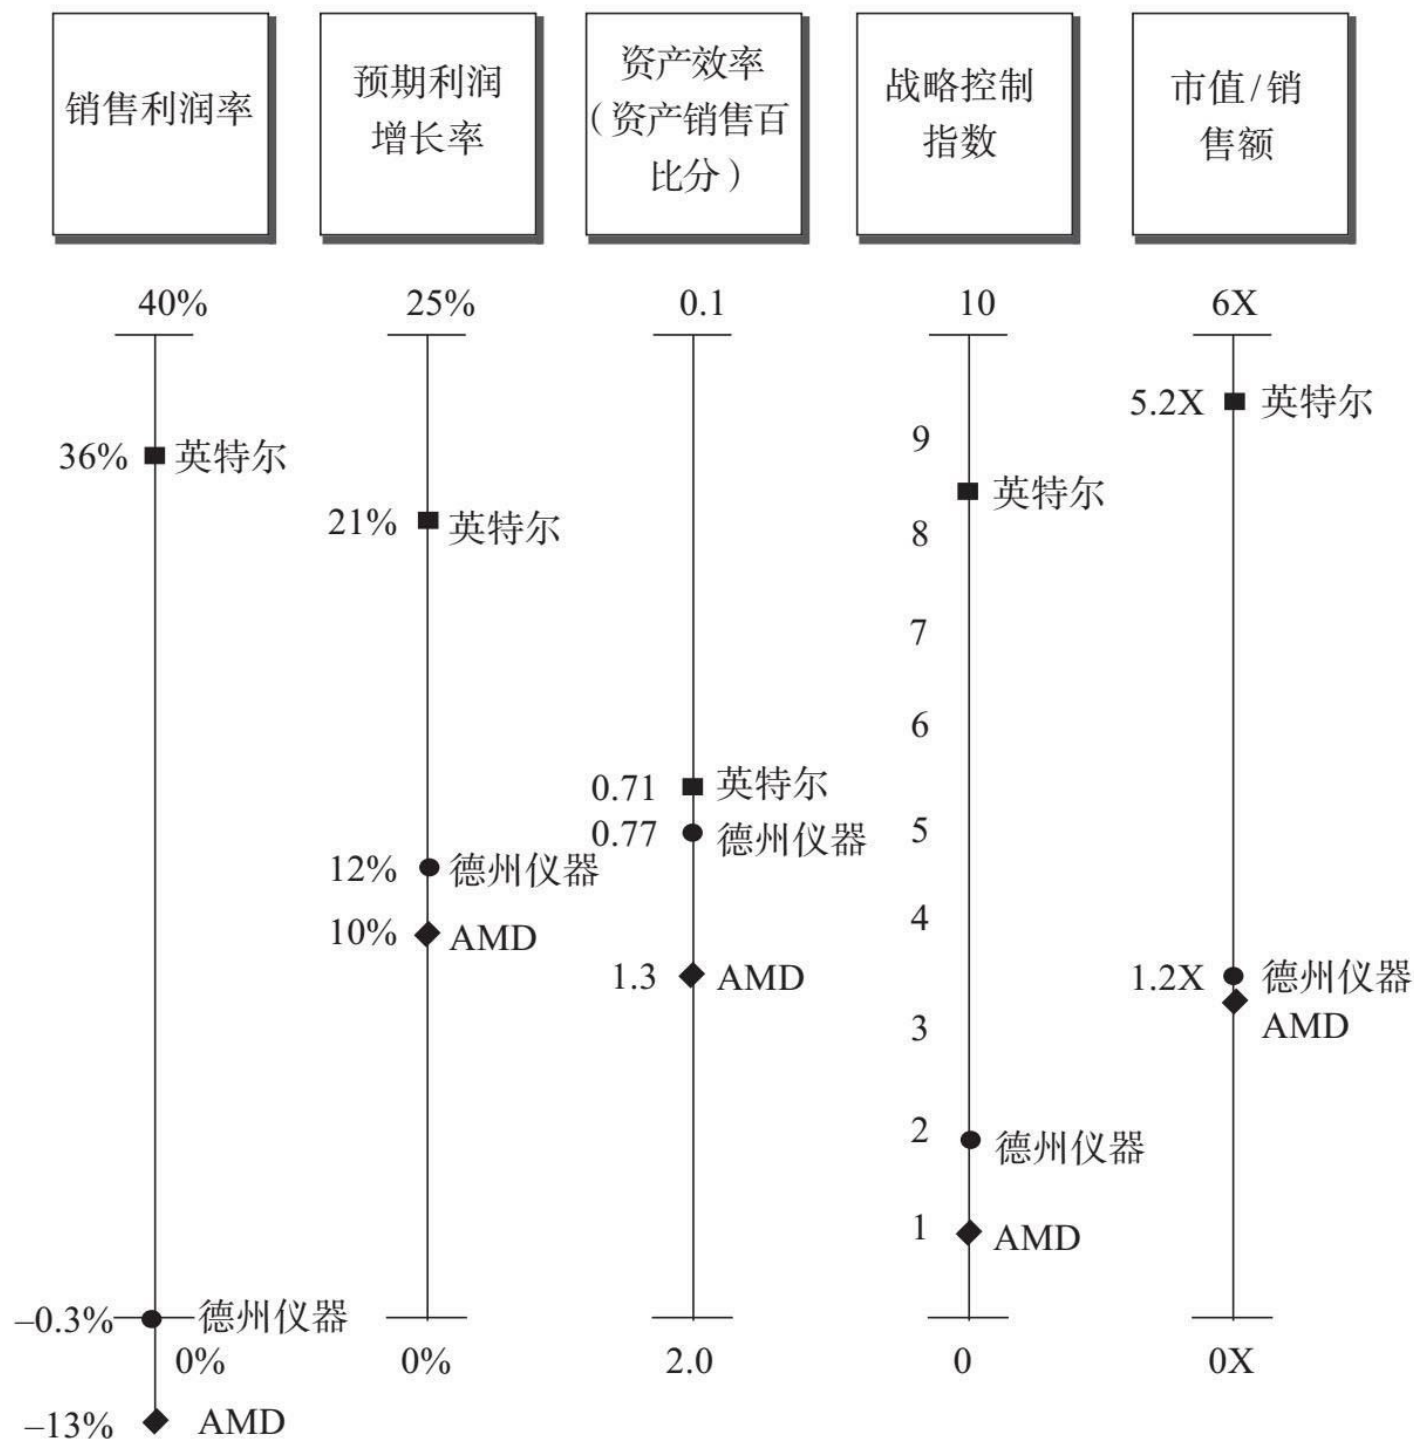 销售利润率
预期利润
增长率
资产效率
（资产销售百
比分）
战略控制
指数
市值/销
售额
40%
36%
英特尔
–0.3%
德州仪器
0%
–13%
AMD
25%
21%
英特尔
12%
德州仪器
10%
AMD
0%
0.1
0.71
英特尔
0.77
德州仪器
1.3
AMD
2.0
10
9
英特尔
8
7
6
5
4
3
2
德州仪器
1
AMD
0
6X
5.2X
英特尔
1.2X
德州仪器
AMD
0X